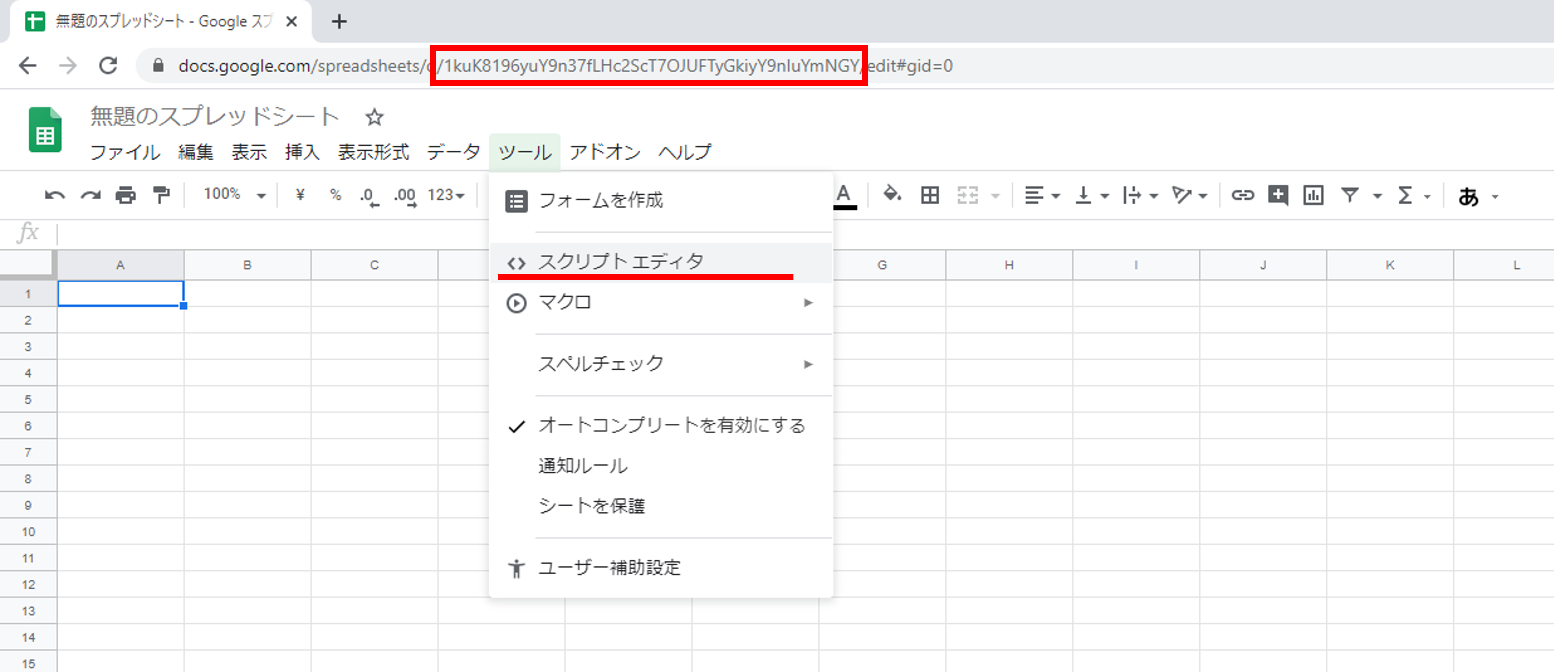 無題のスプレッドシート - Google スプ
docs.google.com/spreadsheets/d/1kuK8196yuY9n37fLHc2ScT7OJUFTyGkiyY9nIuYmNGY/edit#gid=0
無題のスプレッドシート
ファイル 編集 表示 挿入 表示形式 データ ツール アドオン ヘルプ
100% ¥ % .0 .00 123 A Σ あ
フォームを作成
fx
スクリプト エディタ
A B C G H I J K L
マクロ
スペルチェック
オートコンプリートを有効にする
通知ルール
シートを保護
ユーザー補助設定
1
2
3
4
5
6
7
8
9
10
11
12
13
14
15